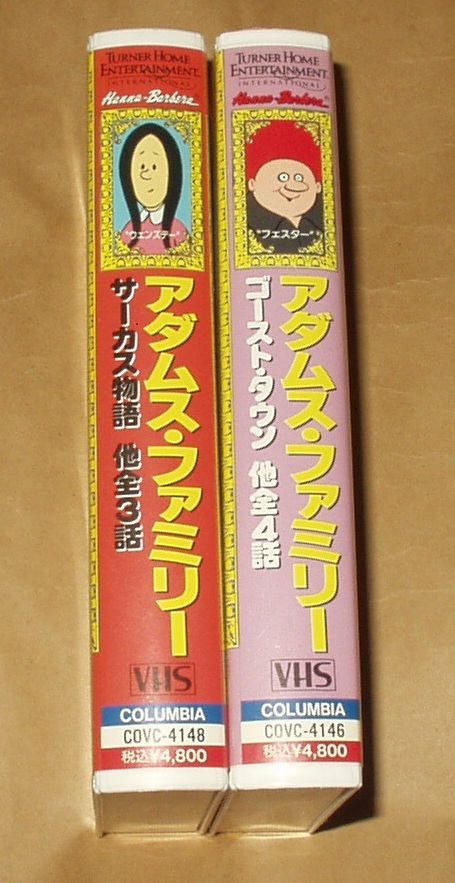 TURNER HOME
ENTERTAINMENT
INTERNATIONAL
Hanna-Barbera
"ウェンズデー"
アダムス・ファミリー
サーカス物語 他全3話
VHS
COLUMBIA
COVC-4148
税込¥4,800
TURNER HOME
ENTERTAINMENT
INTERNATIONAL
Hanna-Barbera
"フェスター"
アダムス・ファミリー
ゴースト・タウン 他全4話
VHS
COLUMBIA
COVC-4146
税込¥4,800